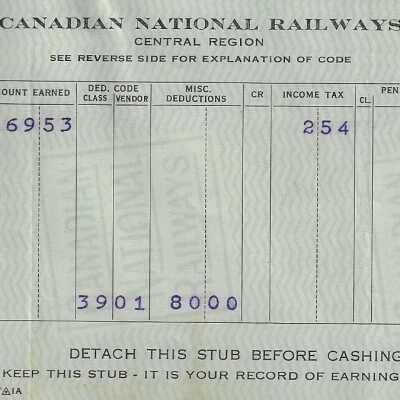 CANADIAN NATIONAL RAILWAYS
CENTRAL REGION
SEE REVERSE SIDE FOR EXPLANATION OF CODE
OUNT EARNED DED. CODE CLASS VENDOR MISC. DEDUCTIONS CR INCOME TAX CL. PEN
6953 254
3901 8000
DETACH THIS STUB BEFORE CASHING
KEEP THIS STUB - IT IS YOUR RECORD OF EARNING